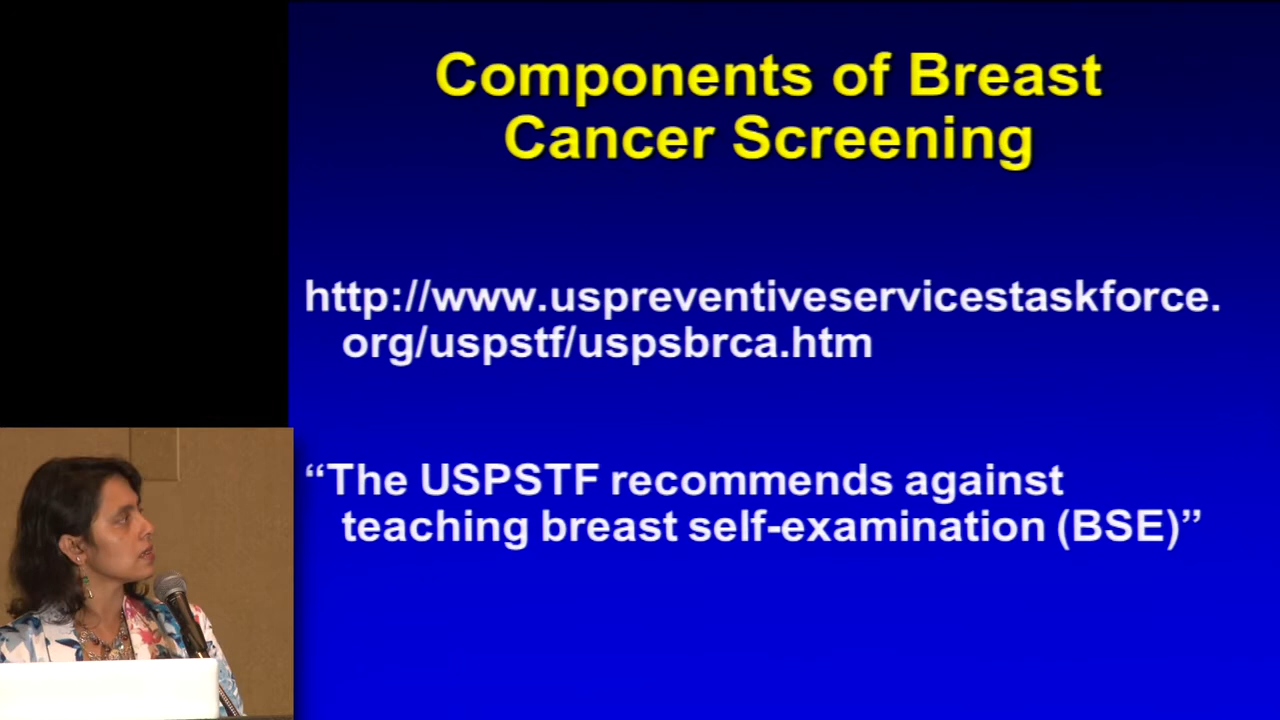 Components of Breast
Cancer Screening
http://www.uspreventiveservicestaskforce.
org/uspstf/uspsbrca.htm
“The USPSTF recommends against
teaching breast self-examination (BSE)”